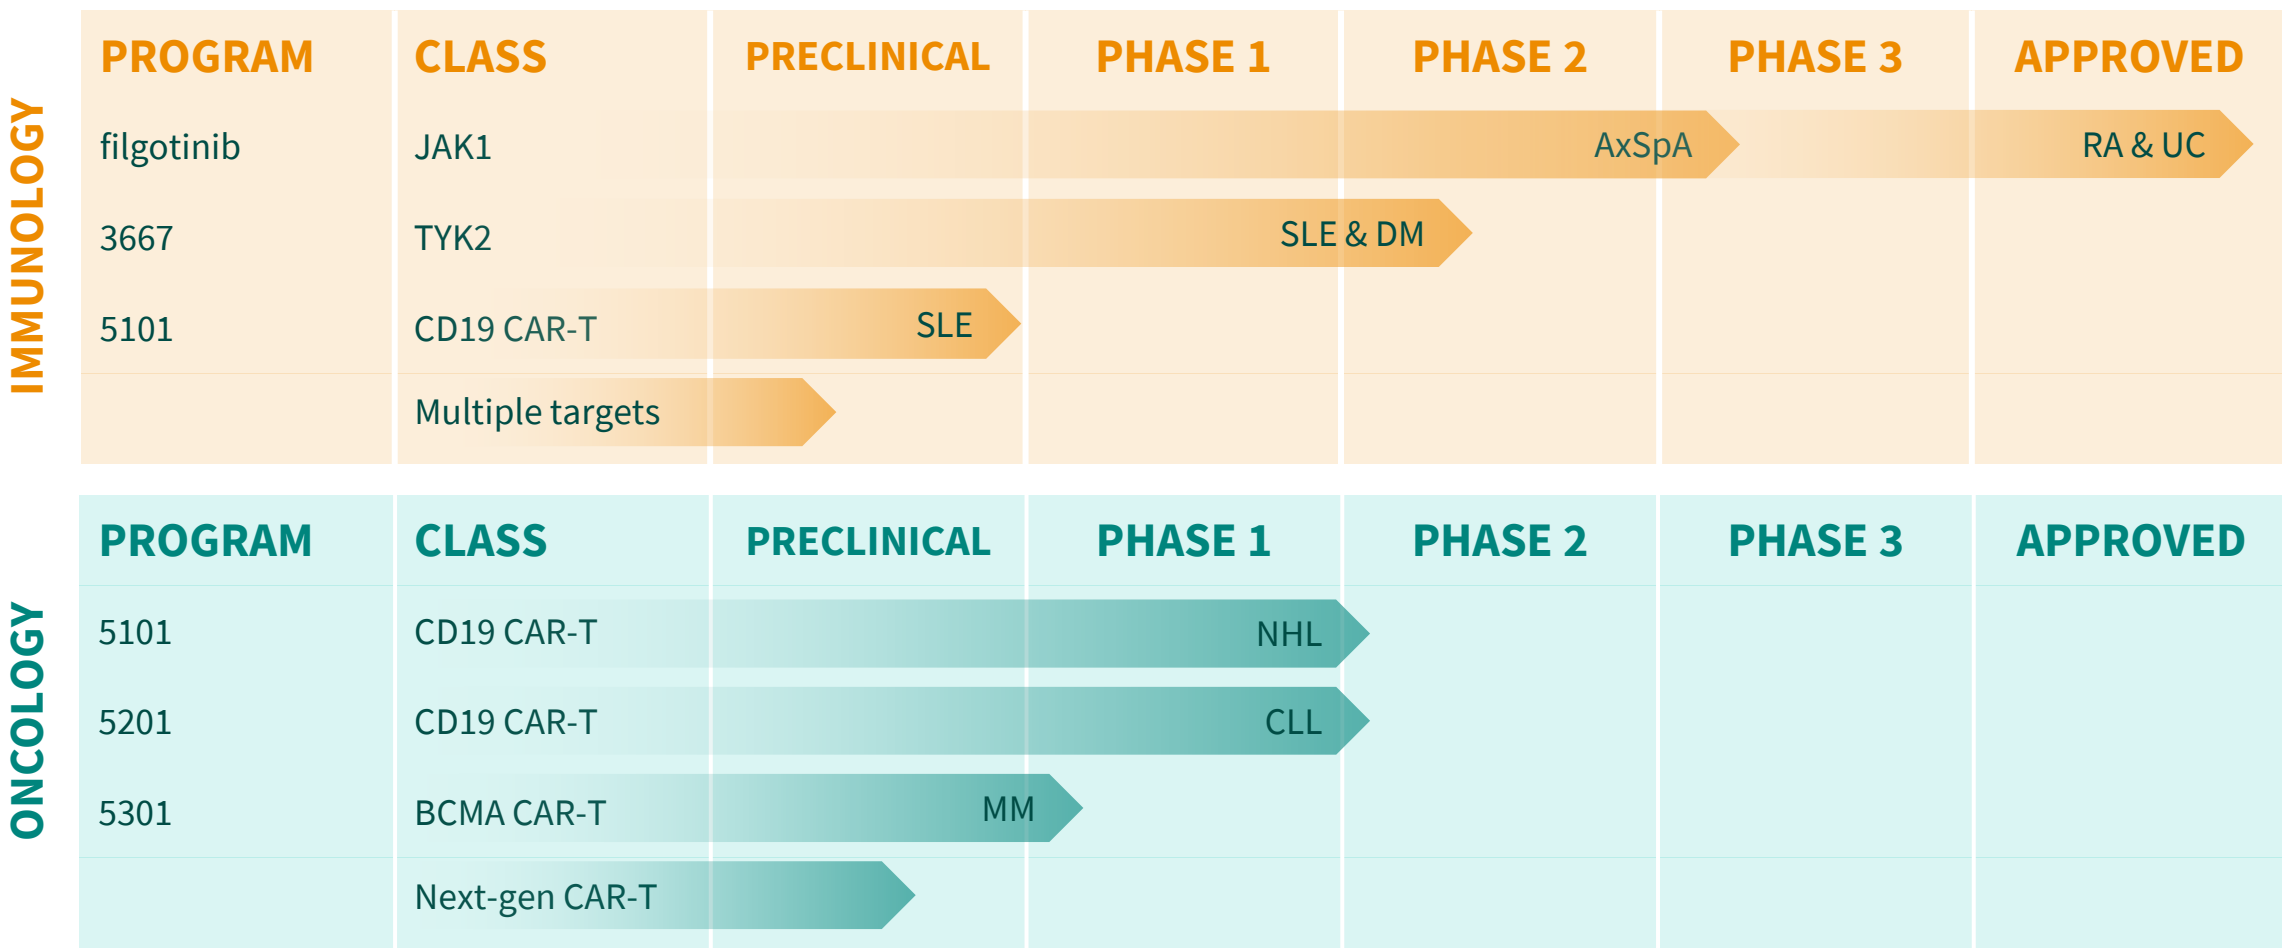 IMMUNOLOGY
PROGRAM CLASS PRECLINICAL PHASE 1 PHASE 2 PHASE 3 APPROVED
filgotinib JAK1 AxSpA RA & UC
3667 TYK2 SLE & DM
5101 CD19 CAR-T SLE
Multiple targets
ONCOLOGY
PROGRAM CLASS PRECLINICAL PHASE 1 PHASE 2 PHASE 3 APPROVED
5101 CD19 CAR-T NHL
5201 CD19 CAR-T CLL
5301 BCMA CAR-T MM
Next-gen CAR-T